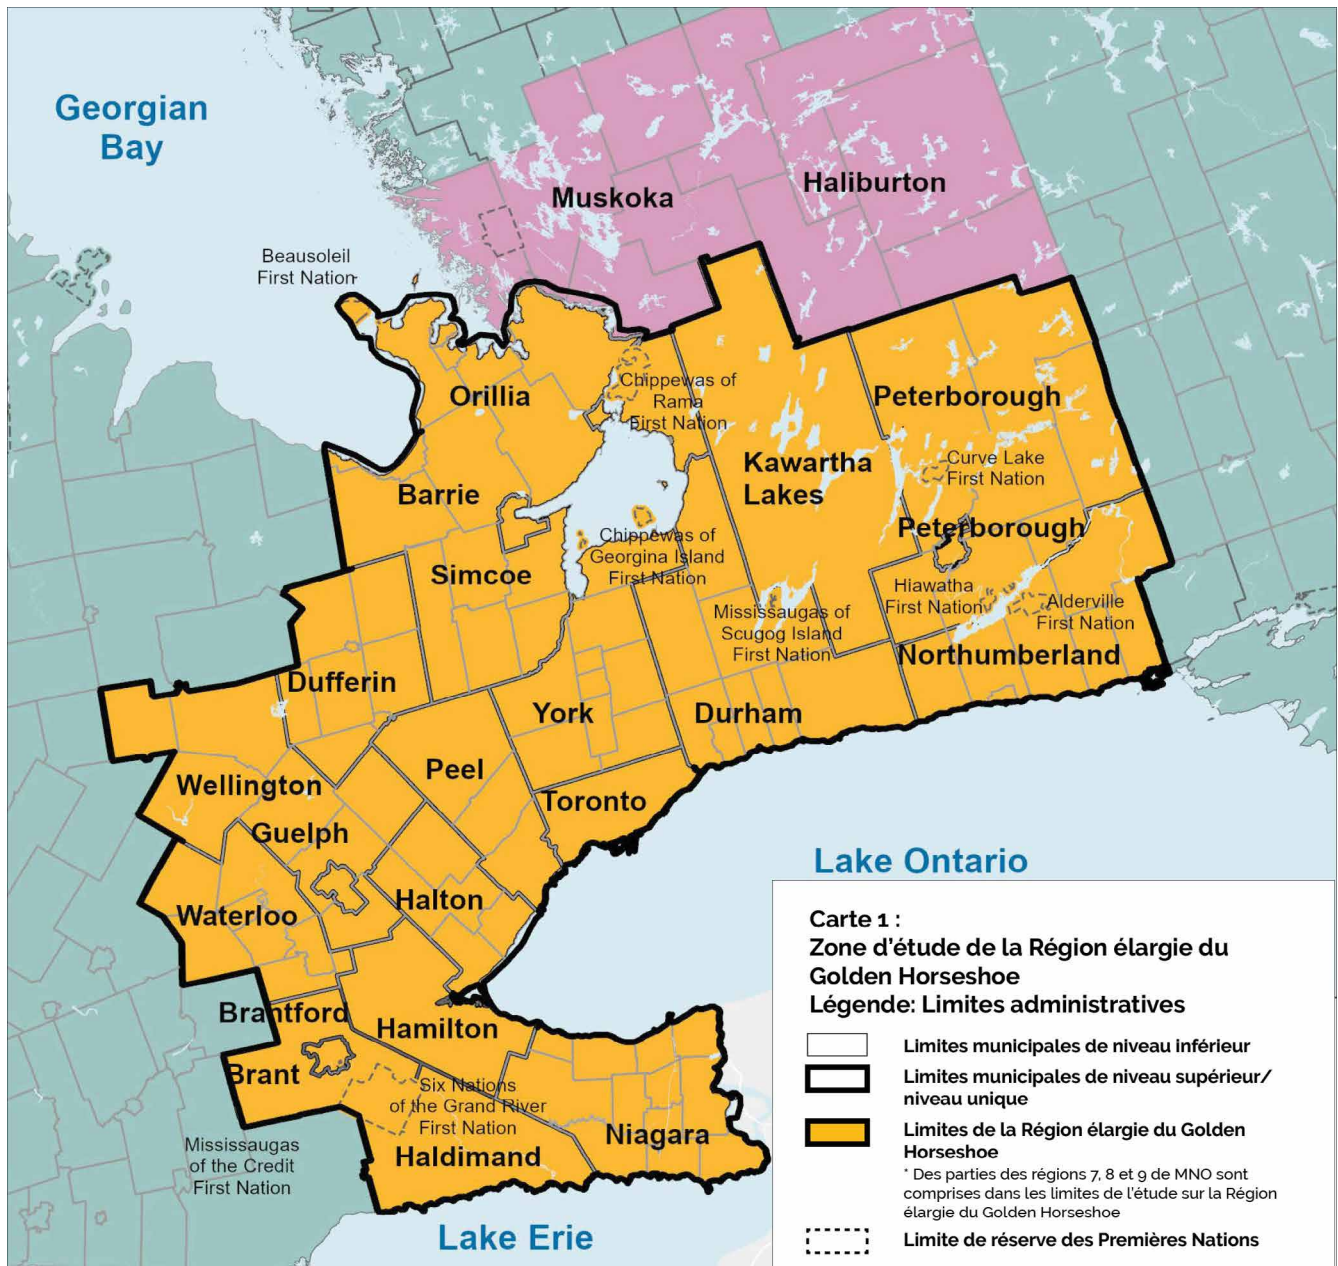 Georgian
Bay
Muskoka
Haliburton
Beausoleil
First Nation
Orillia
Chippewas of
Rama
First Nation
Peterborough
Kawartha
Lakes
Curve Lake
First Nation
Barrie
Peterborough
Chippewas of
Georgina Island
First Nation
Simcoe
Hiawatha
First Nation
Alderville
First Nation
Mississaugas of
Scugog Island
First Nation
Northumberland
Dufferin
York
Durham
Peel
Wellington
Toronto
Guelph
Lake Ontario
Halton
Waterloo
Brantford
Hamilton
Brant
Six Nations
of the Grand River
First Nation
Niagara
Mississaugas
of the Credit
First Nation
Haldimand
Lake Erie
Carte 1 :
Zone d’étude de la Région élargie du
Golden Horseshoe
Légende: Limites administratives
Limites municipales de niveau inférieur
Limites municipales de niveau supérieur/
niveau unique
Limites de la Région élargie du Golden
Horseshoe
* Des parties des régions 7, 8 et 9 de MNO sont
comprises dans les limites de l’étude sur la Région
élargie du Golden Horseshoe
Limite de réserve des Premières Nations